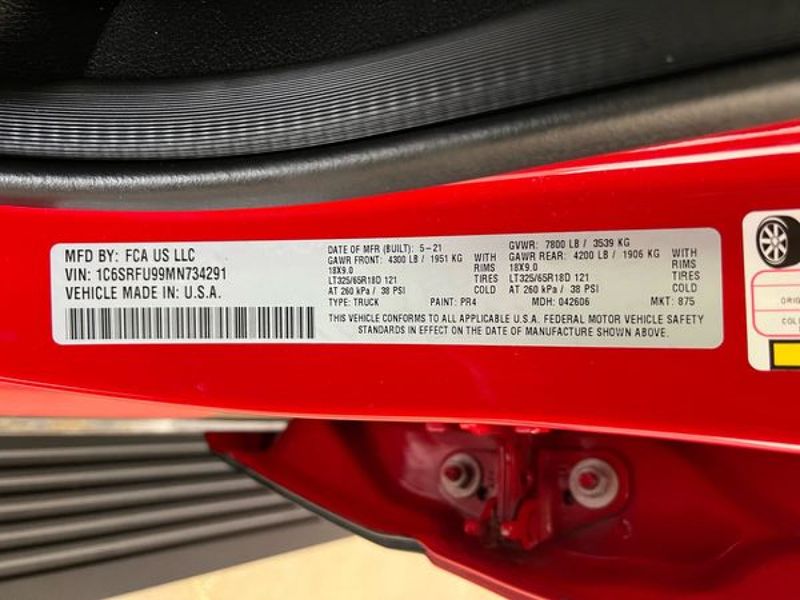 MFD BY: FCA US LLC
VIN: 1C6SRFU99MN734291
VEHICLE MADE IN: U.S.A.
DATE OF MFR (BUILT): 5-21
GAWR FRONT: 4300 LB / 1951 KG WITH
18X9.0 RIMS
LT325/65R18D 121 TIRES
AT 260 kPa / 38 PSI COLD
TYPE: TRUCK PAINT: PR4
GVWR: 7800 LB / 3539 KG
GAWR REAR: 4200 LB / 1906 KG WITH
18X9.0 RIMS
LT325/65R18D 121 TIRES
AT 260 kPa / 38 PSI COLD
MDH: 042606 MKT: 875
THIS VEHICLE CONFORMS TO ALL APPLICABLE U.S.A. FEDERAL MOTOR VEHICLE SAFETY
STANDARDS IN EFFECT ON THE DATE OF MANUFACTURE SHOWN ABOVE.